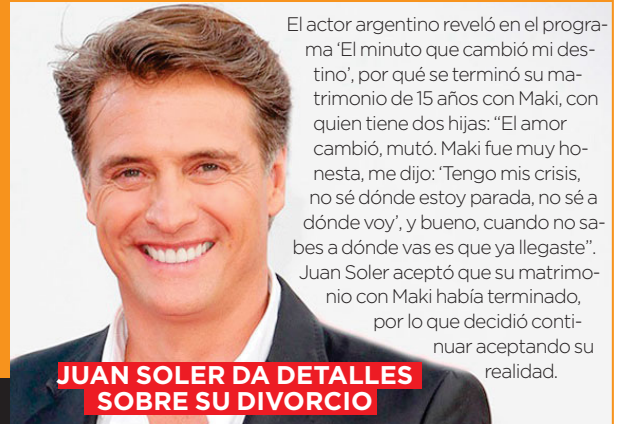 El actor argentino reveló en el progra-
ma ‘El minuto que cambió mi des-
tino’, por qué se terminó su ma-
trimonio de 15 años con Maki, con
quien tiene dos hijas: “El amor
cambió, mutó. Maki fue muy ho-
nesta, me dijo: ‘Tengo mis crisis,
no sé dónde estoy parada, no sé a
dónde voy’, y bueno, cuando no sa-
bes a dónde vas es que ya llegaste”.
Juan Soler aceptó que su matrimo-
nio con Maki había terminado,
por lo que decidió conti-
nuar aceptando su
realidad.
JUAN SOLER DA DETALLES
SOBRE SU DIVORCIO